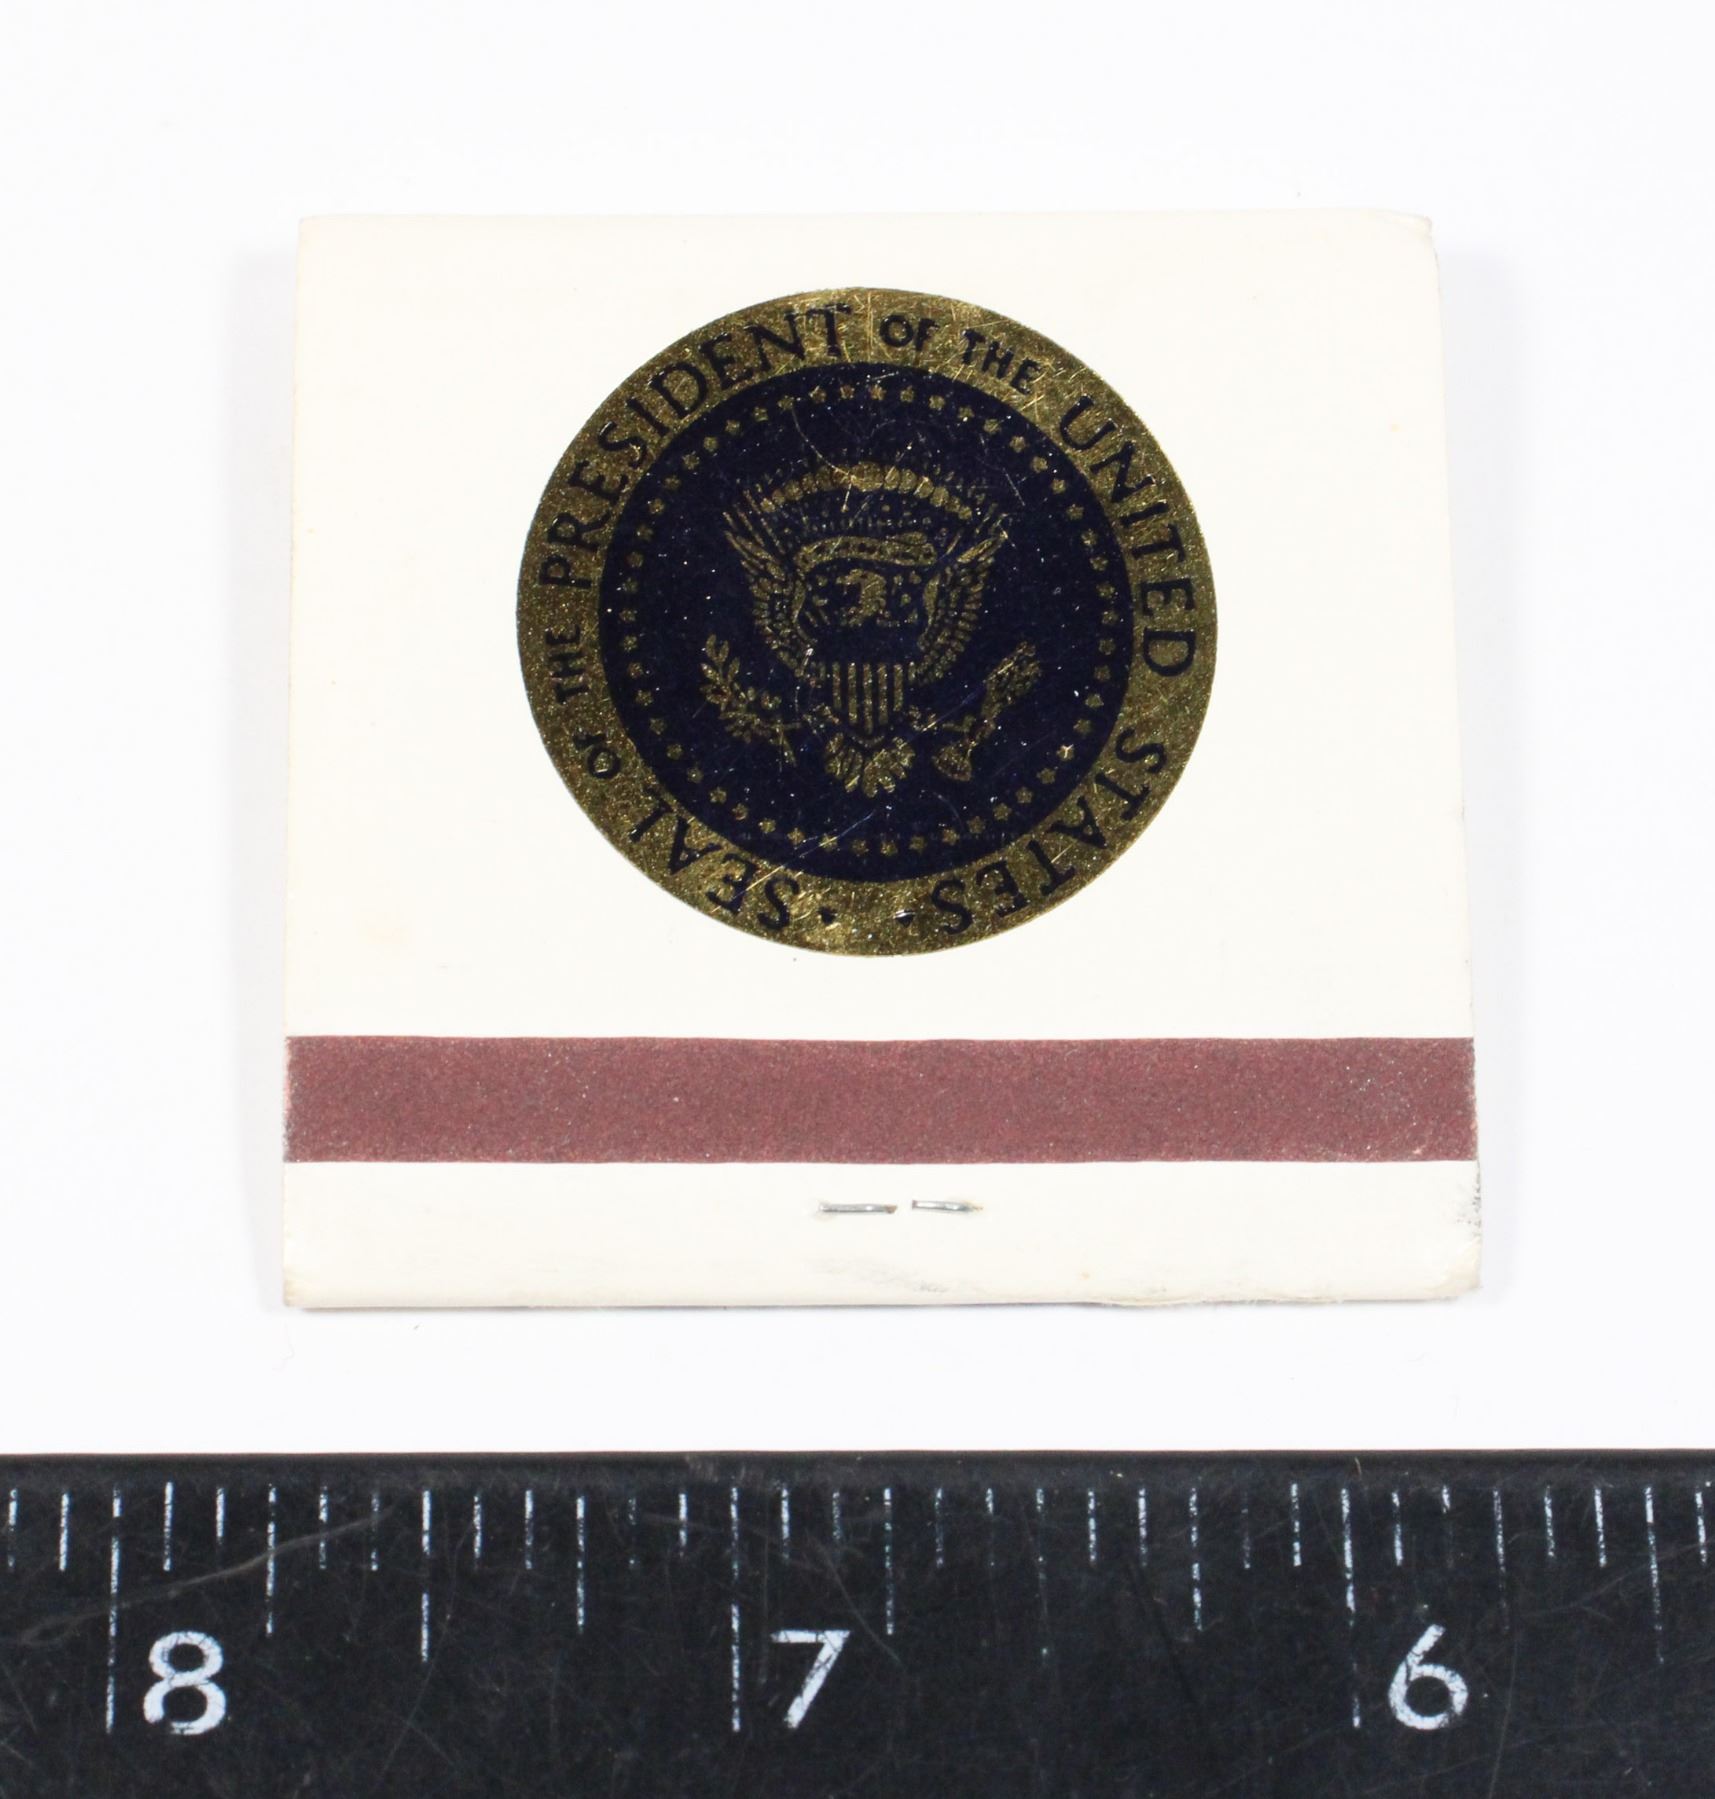 · SEAL OF THE PRESIDENT OF THE UNITED STATES ·
8 7 6